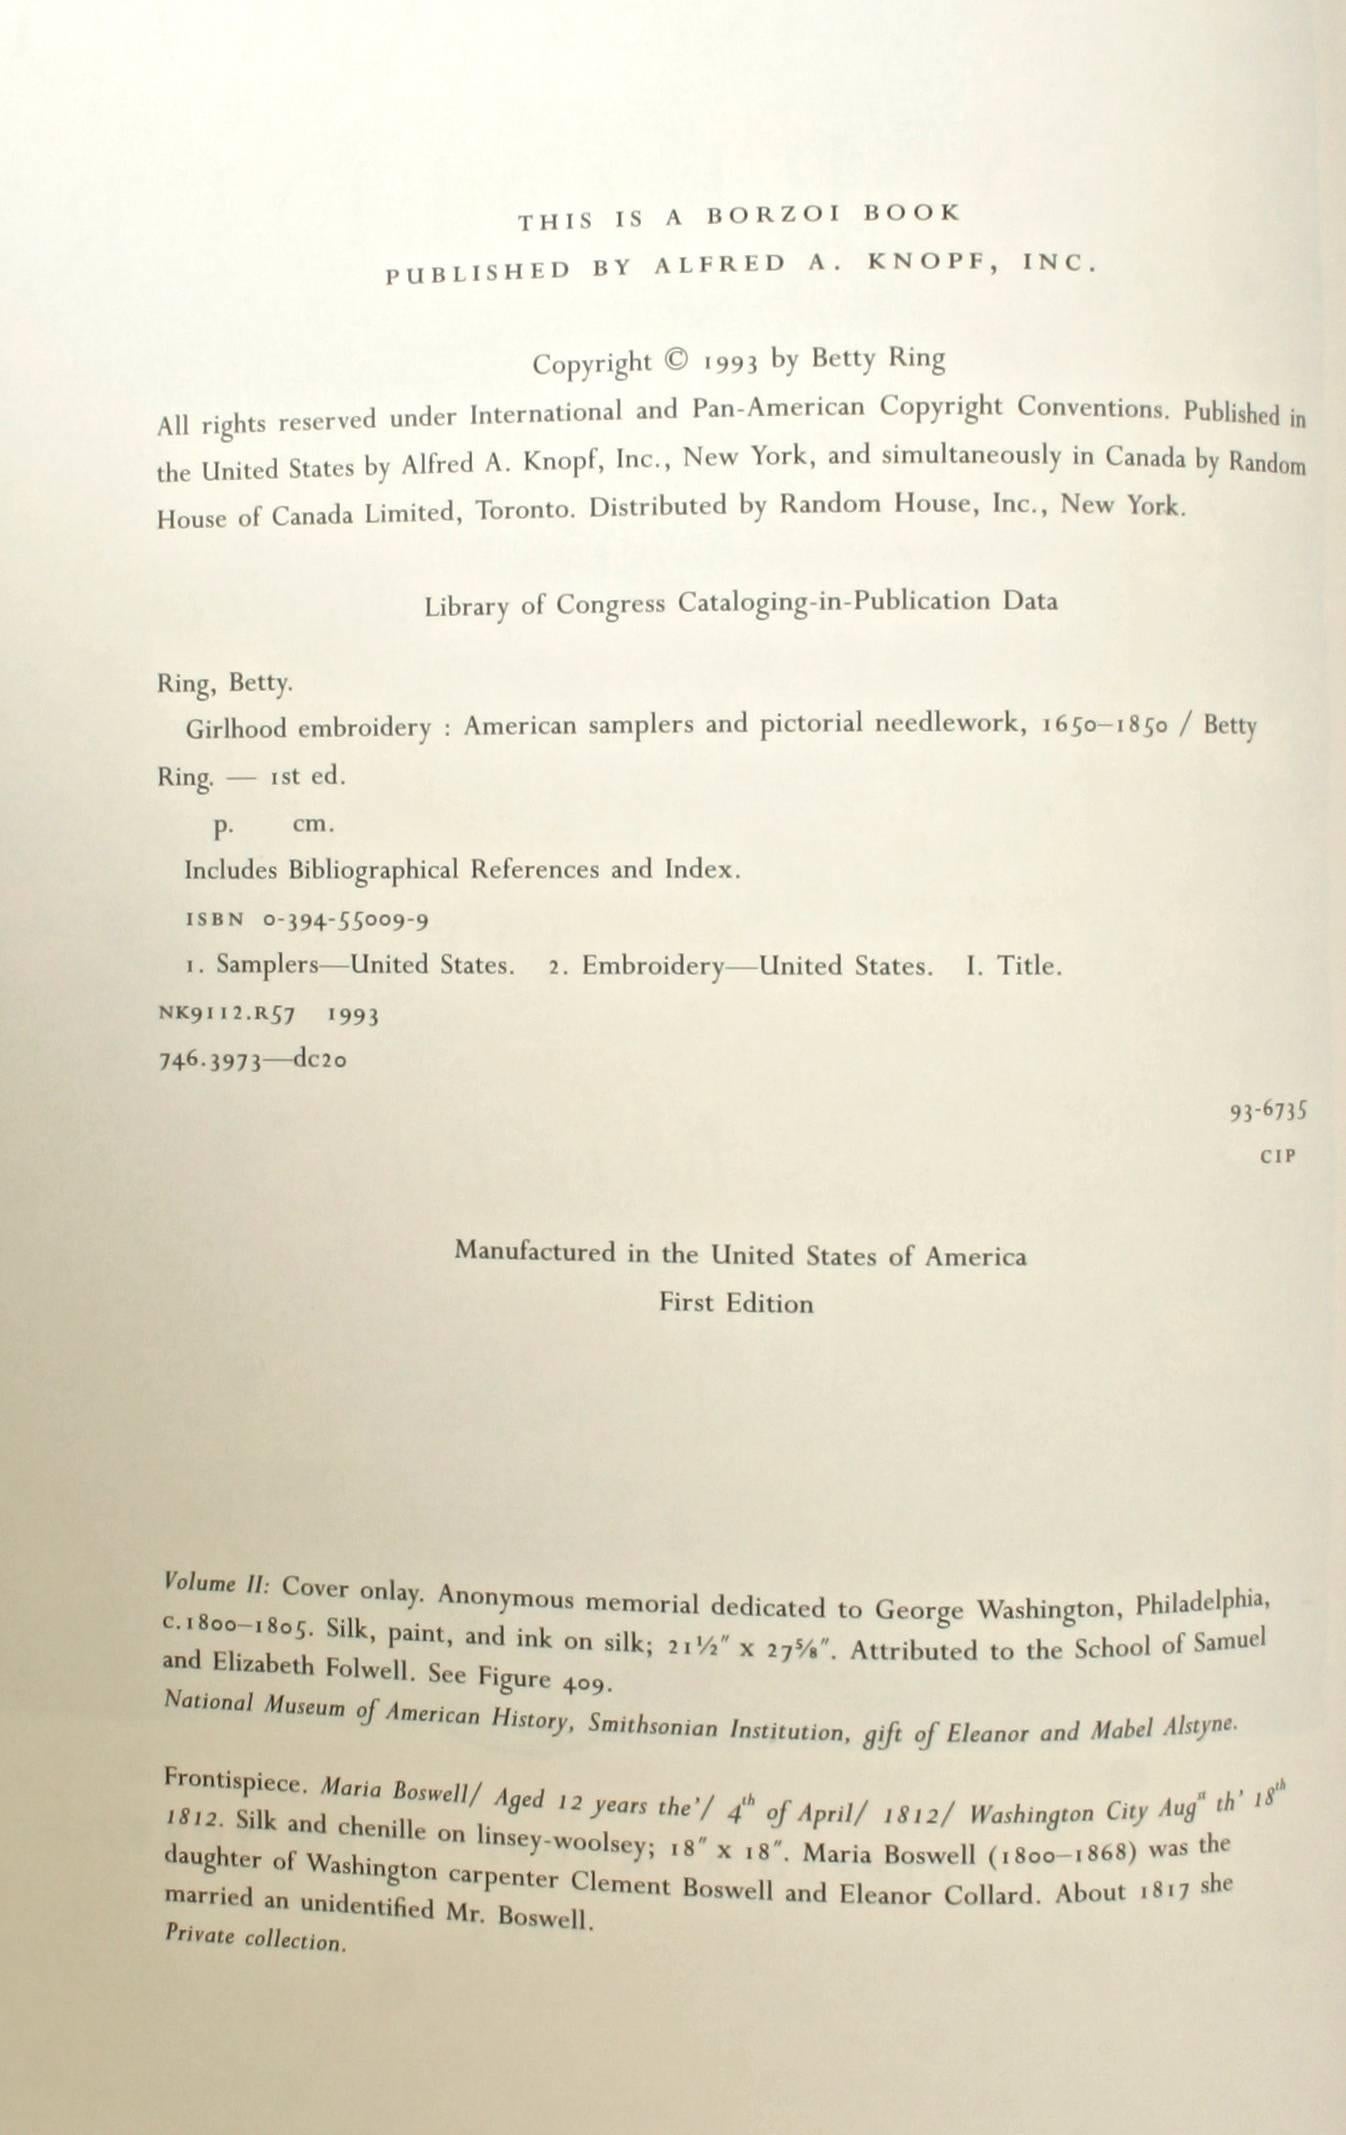 THIS IS A BORZOI BOOK
PUBLISHED BY ALFRED A. KNOPF, INC.
Copyright © 1993 by Betty Ring
All rights reserved under International and Pan-American Copyright Conventions. Published in
the United States by Alfred A. Knopf, Inc., New York, and simultaneously in Canada by Random
House of Canada Limited, Toronto. Distributed by Random House, Inc., New York.
Library of Congress Cataloging-in-Publication Data
Ring, Betty.
Girlhood embroidery : American samplers and pictorial needlework, 1650–1850 / Betty
Ring. — 1st ed.
p. cm.
Includes Bibliographical References and Index.
ISBN 0-394-55009-9
1. Samplers—United States. 2. Embroidery—United States. I. Title.
NK9112.R57 1993
746.3973—dc20
93-6735
CIP
Manufactured in the United States of America
First Edition
Volume II: Cover onlay. Anonymous memorial dedicated to George Washington, Philadelphia,
c.1800–1805. Silk, paint, and ink on silk; 21½″ x 27⅝″. Attributed to the School of Samuel
and Elizabeth Folwell. See Figure 409.
National Museum of American History, Smithsonian Institution, gift of Eleanor and Mabel Alstyne.
Frontispiece. Maria Boswell/ Aged 12 years the'/ 4th of April/ 1812/ Washington City Augst th' 18th
1812. Silk and chenille on linsey-woolsey; 18″ x 18″. Maria Boswell (1800–1868) was the
daughter of Washington carpenter Clement Boswell and Eleanor Collard. About 1817 she
married an unidentified Mr. Boswell.
Private collection.